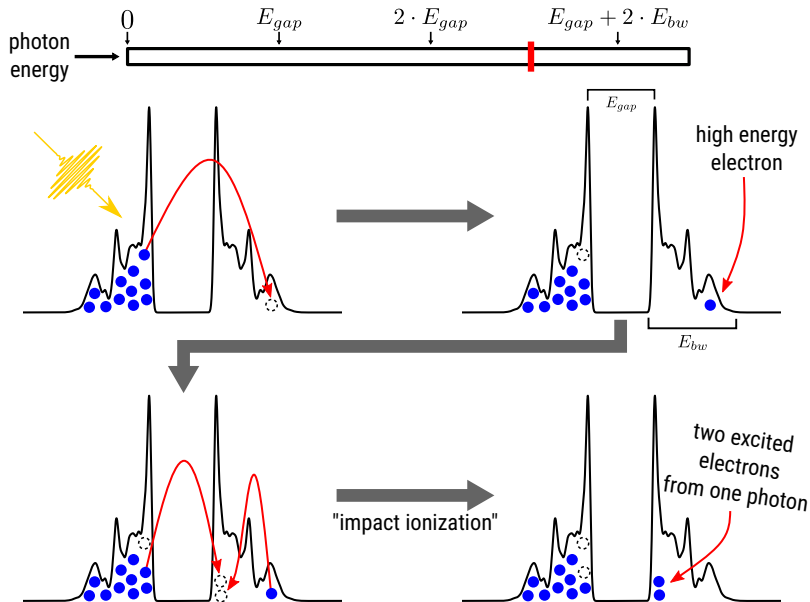 0
E_gap
2 · E_gap
E_gap + 2 · E_bw
photon
energy
E_gap
high energy
electron
E_bw
"impact ionization"
two excited
electrons
from one photon